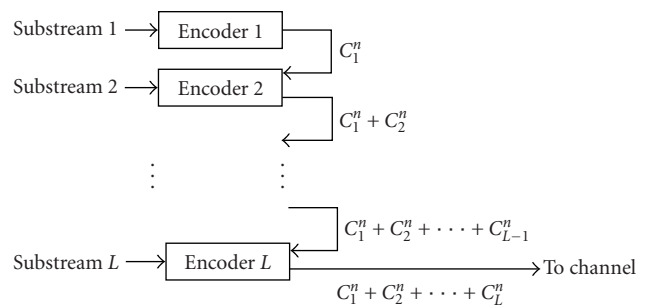 Substream 1
Encoder 1
C_1^n
Substream 2
Encoder 2
C_1^n + C_2^n
⋮ ⋮
C_1^n + C_2^n + · · · + C_{L−1}^n
Substream L
Encoder L
To channel
C_1^n + C_2^n + · · · + C_L^n